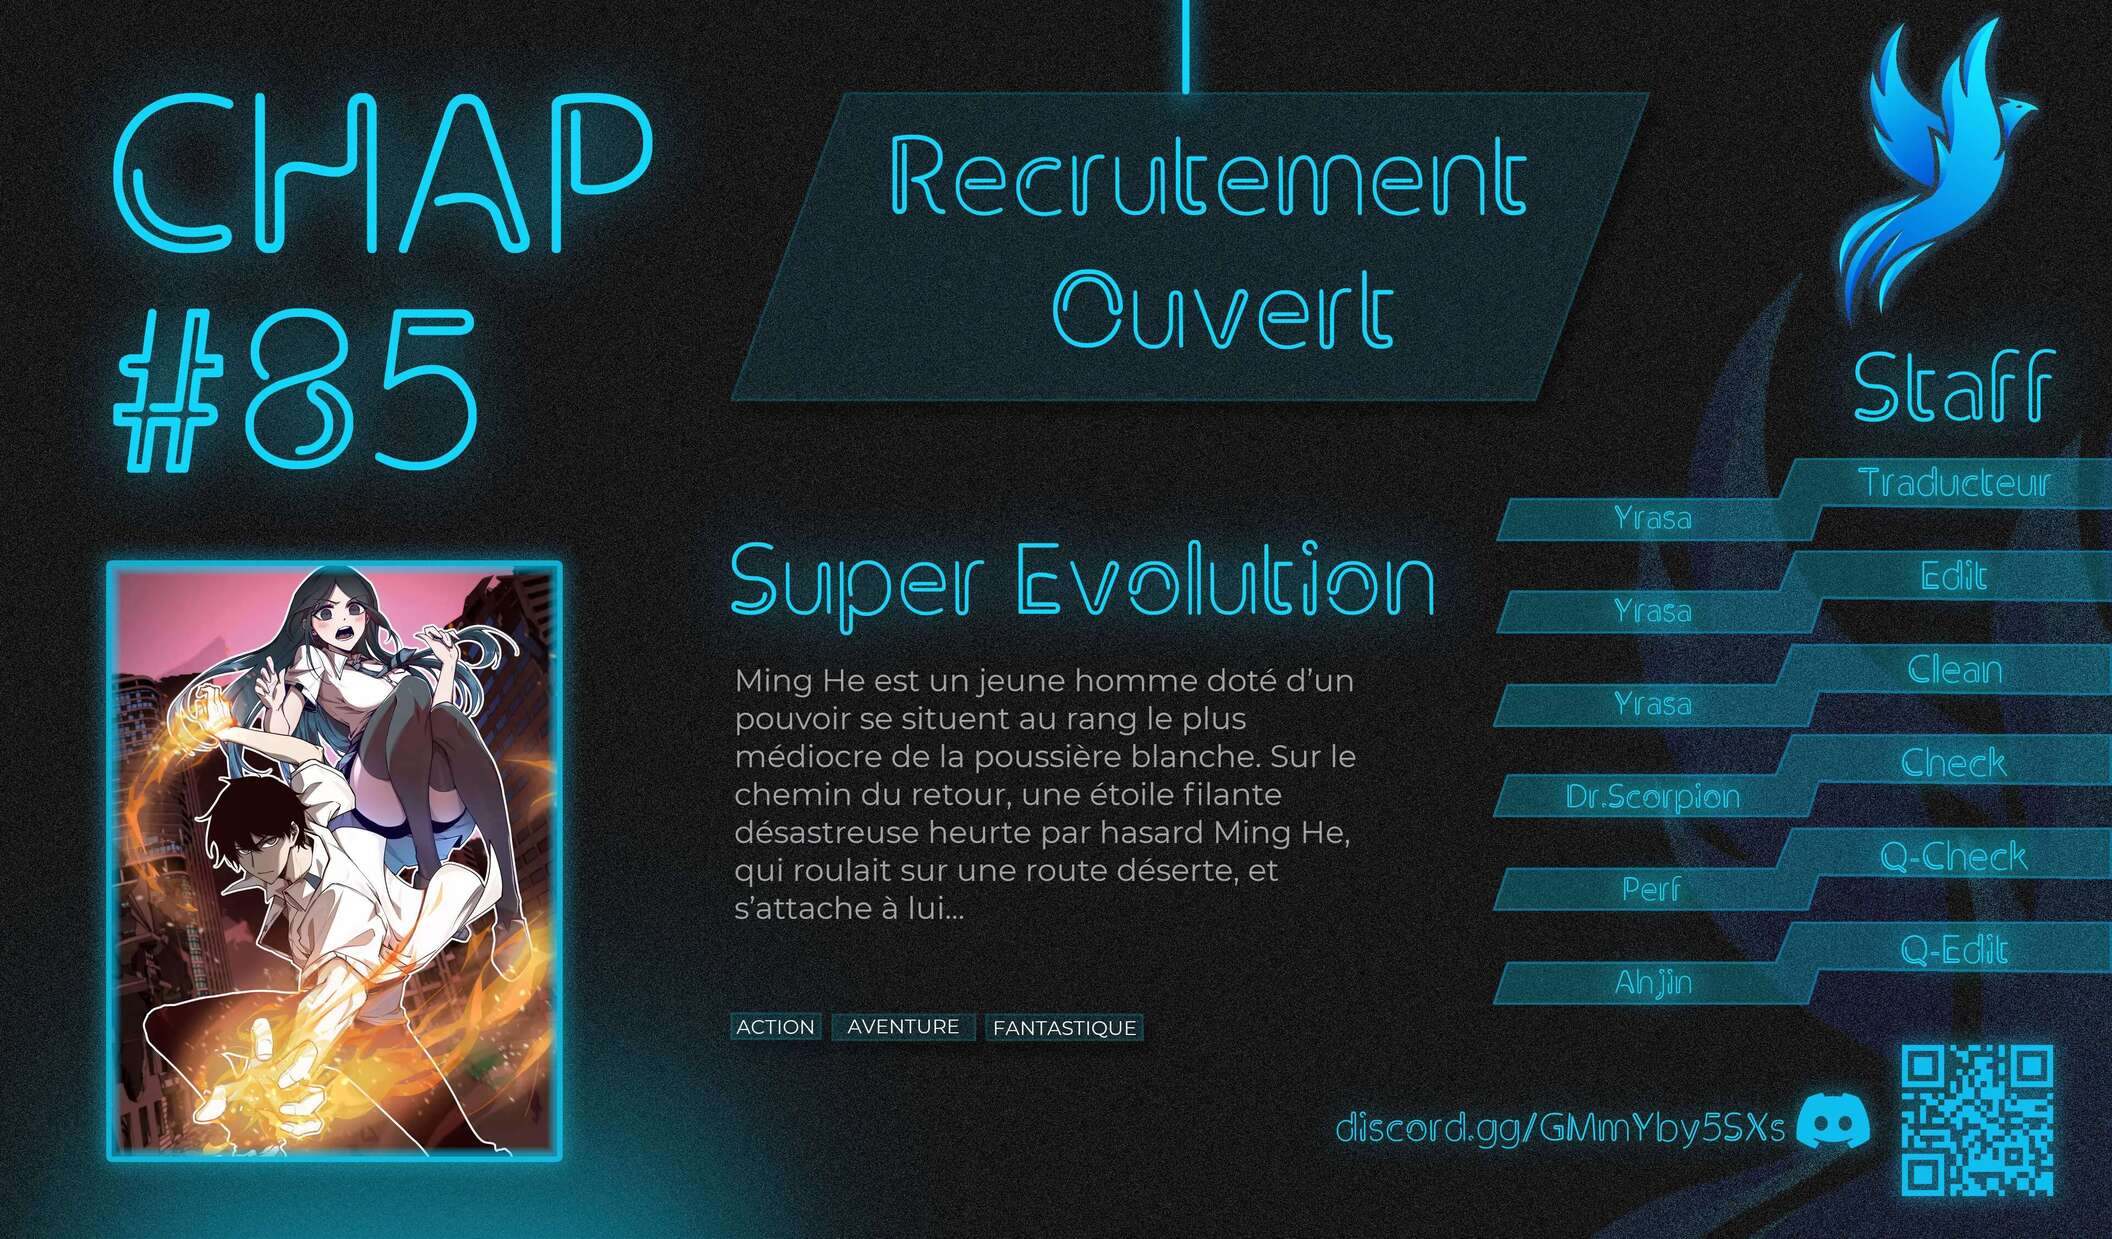 CHAP
#85
Recrutement
Ouvert
Super Evolution
Ming He est un jeune homme doté d’un
pouvoir se situent au rang le plus
médiocre de la poussière blanche. Sur le
chemin du retour, une étoile filante
désastreuse heurte par hasard Ming He,
qui roulait sur une route déserte, et
s’attache à lui...
ACTION AVENTURE FANTASTIQUE
Staff
Traducteur
Yrasa
Edit
Yrasa
Clean
Yrasa
Check
Dr.Scorpion
Q-Check
Perf
Q-Edit
Ahjin
discord.gg/GMmYby5SXs